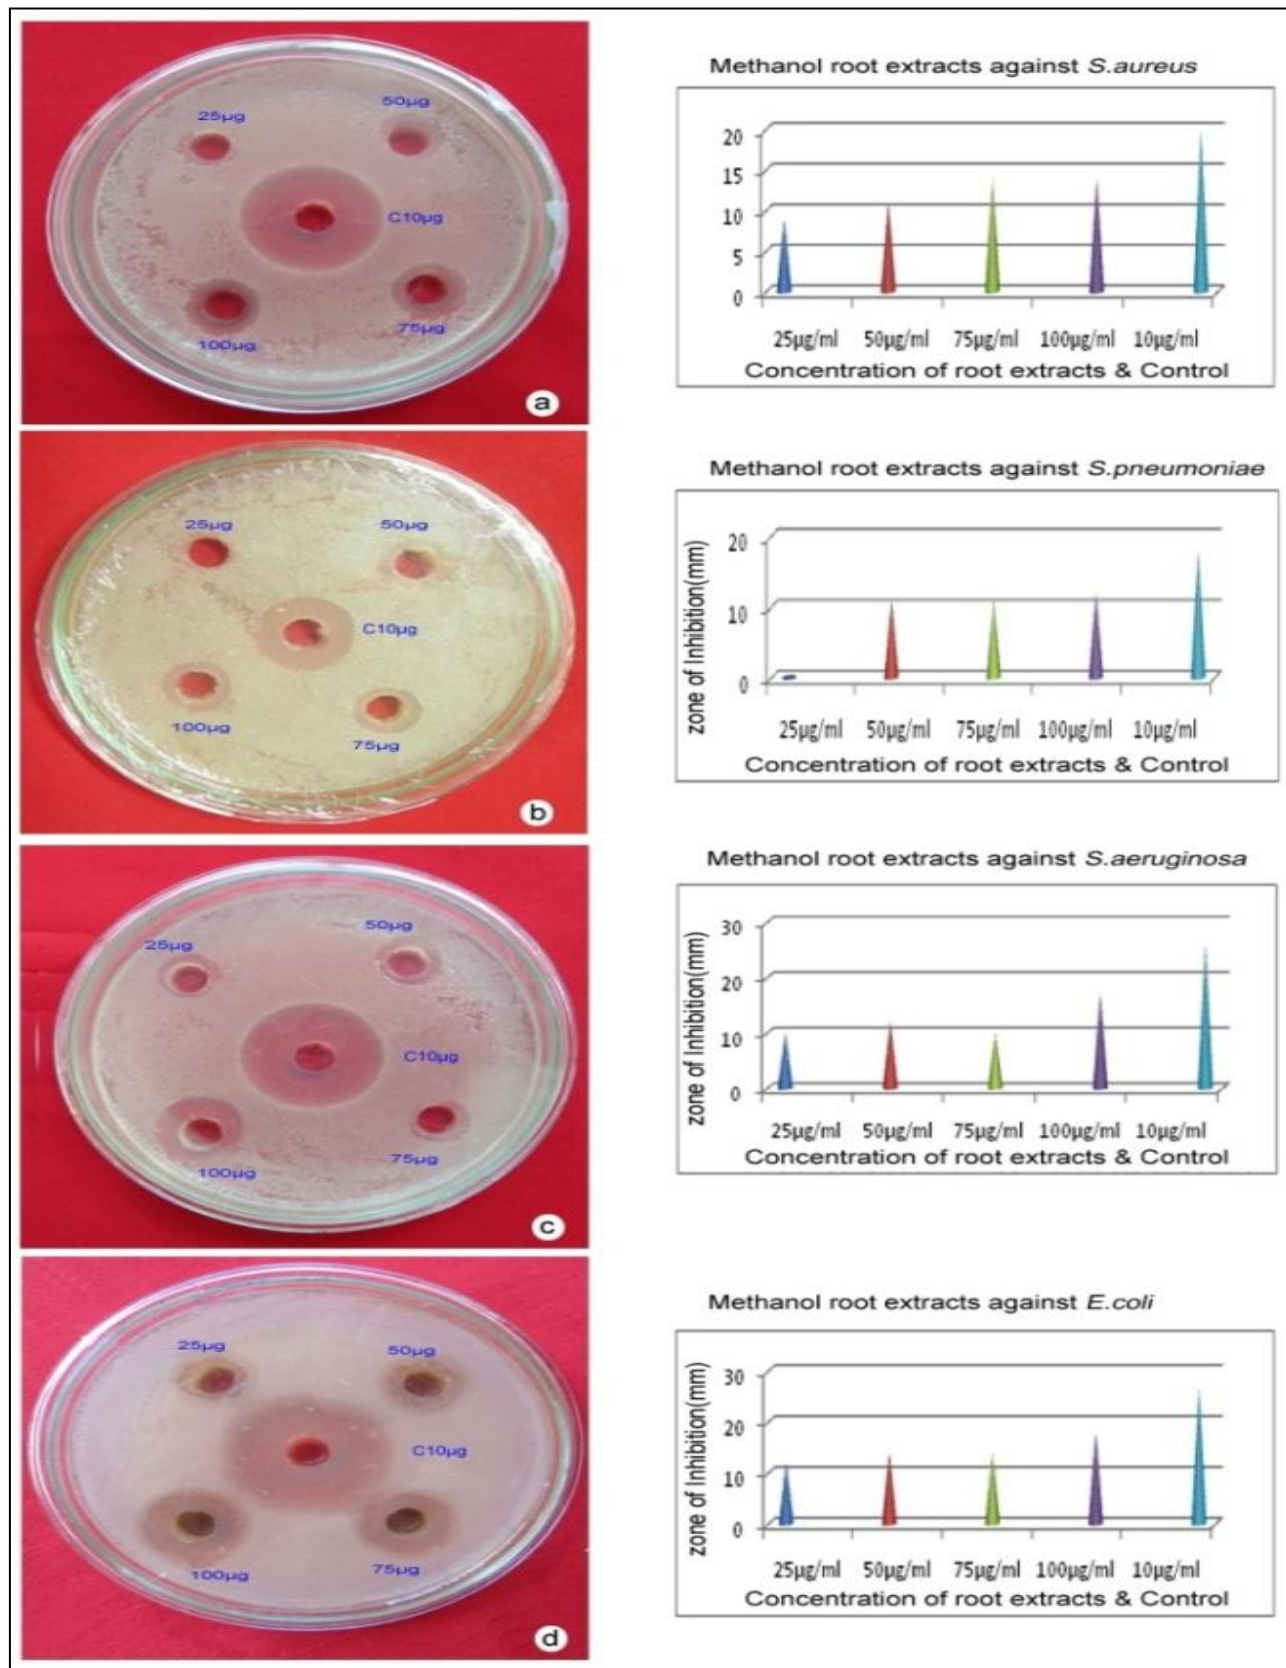 25µg
50µg
C10µg
100µg
75µg
a
Methanol root extracts against S.aureus
20
15
10
5
0
25µg/ml 50µg/ml 75µg/ml 100µg/ml 10µg/ml
Concentration of root extracts & Control
25µg
50µg
C10µg
100µg
75µg
b
Methanol root extracts against S.pneumoniae
zone of Inhibition(mm)
20
10
0
25µg/ml 50µg/ml 75µg/ml 100µg/ml 10µg/ml
Concentration of root extracts & Control
25µg
50µg
C10µg
100µg
75µg
c
Methanol root extracts against S.aeruginosa
zone of Inhibition(mm)
30
20
10
0
25µg/ml 50µg/ml 75µg/ml 100µg/ml 10µg/ml
Concentration of root extracts & Control
25µg
50µg
C10µg
100µg
75µg
d
Methanol root extracts against E.coli
zone of Inhibition(mm)
30
20
10
0
25µg/ml 50µg/ml 75µg/ml 100µg/ml 10µg/ml
Concentration of root extracts & Control